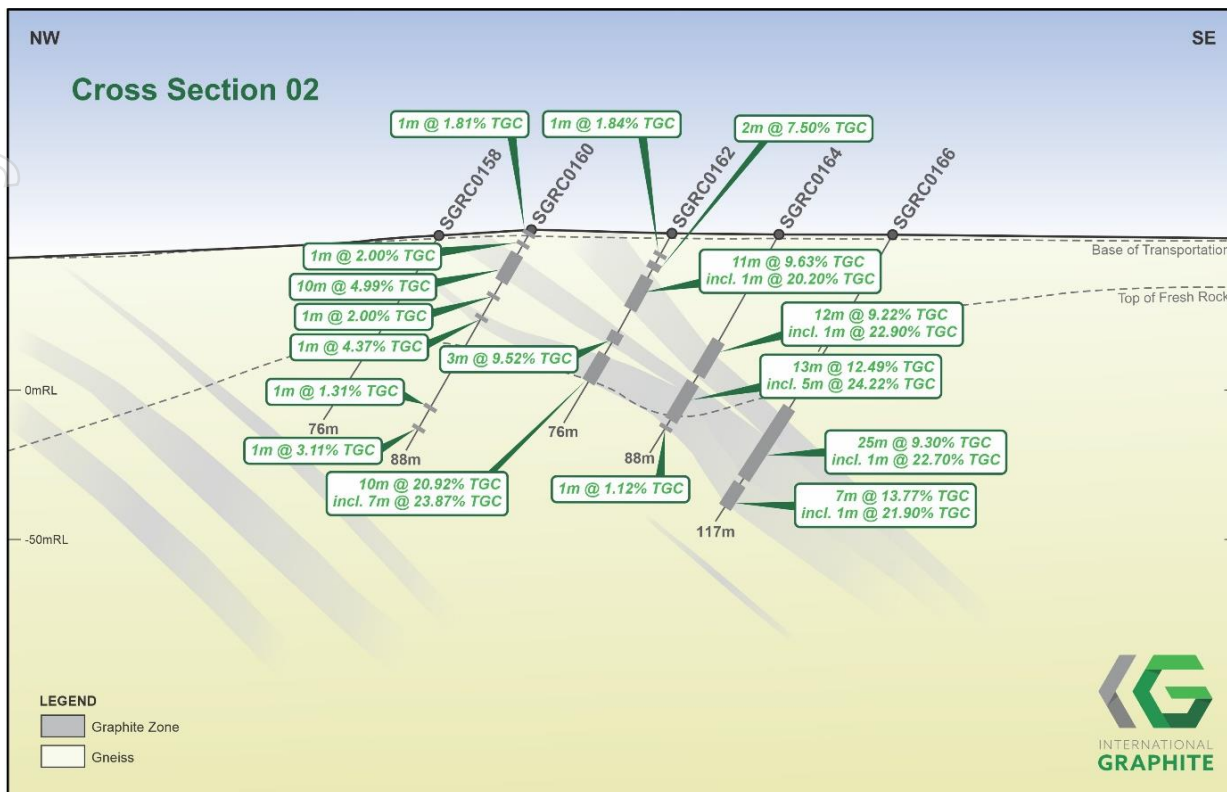 NW
SE
Cross Section 02
1m @ 1.81% TGC
1m @ 1.84% TGC
2m @ 7.50% TGC
SGRC0158
SGRC0160
SGRC0162
SGRC0164
SGRC0166
Base of Transportation
Top of Fresh Rock
1m @ 2.00% TGC
10m @ 4.99% TGC
1m @ 2.00% TGC
1m @ 4.37% TGC
1m @ 1.31% TGC
1m @ 3.11% TGC
11m @ 9.63% TGC
incl. 1m @ 20.20% TGC
3m @ 9.52% TGC
12m @ 9.22% TGC
incl. 1m @ 22.90% TGC
13m @ 12.49% TGC
incl. 5m @ 24.22% TGC
0mRL
76m
88m
76m
88m
10m @ 20.92% TGC
incl. 7m @ 23.87% TGC
1m @ 1.12% TGC
25m @ 9.30% TGC
incl. 1m @ 22.70% TGC
7m @ 13.77% TGC
incl. 1m @ 21.90% TGC
117m
-50mRL
LEGEND
Graphite Zone
Gneiss
INTERNATIONAL
GRAPHITE